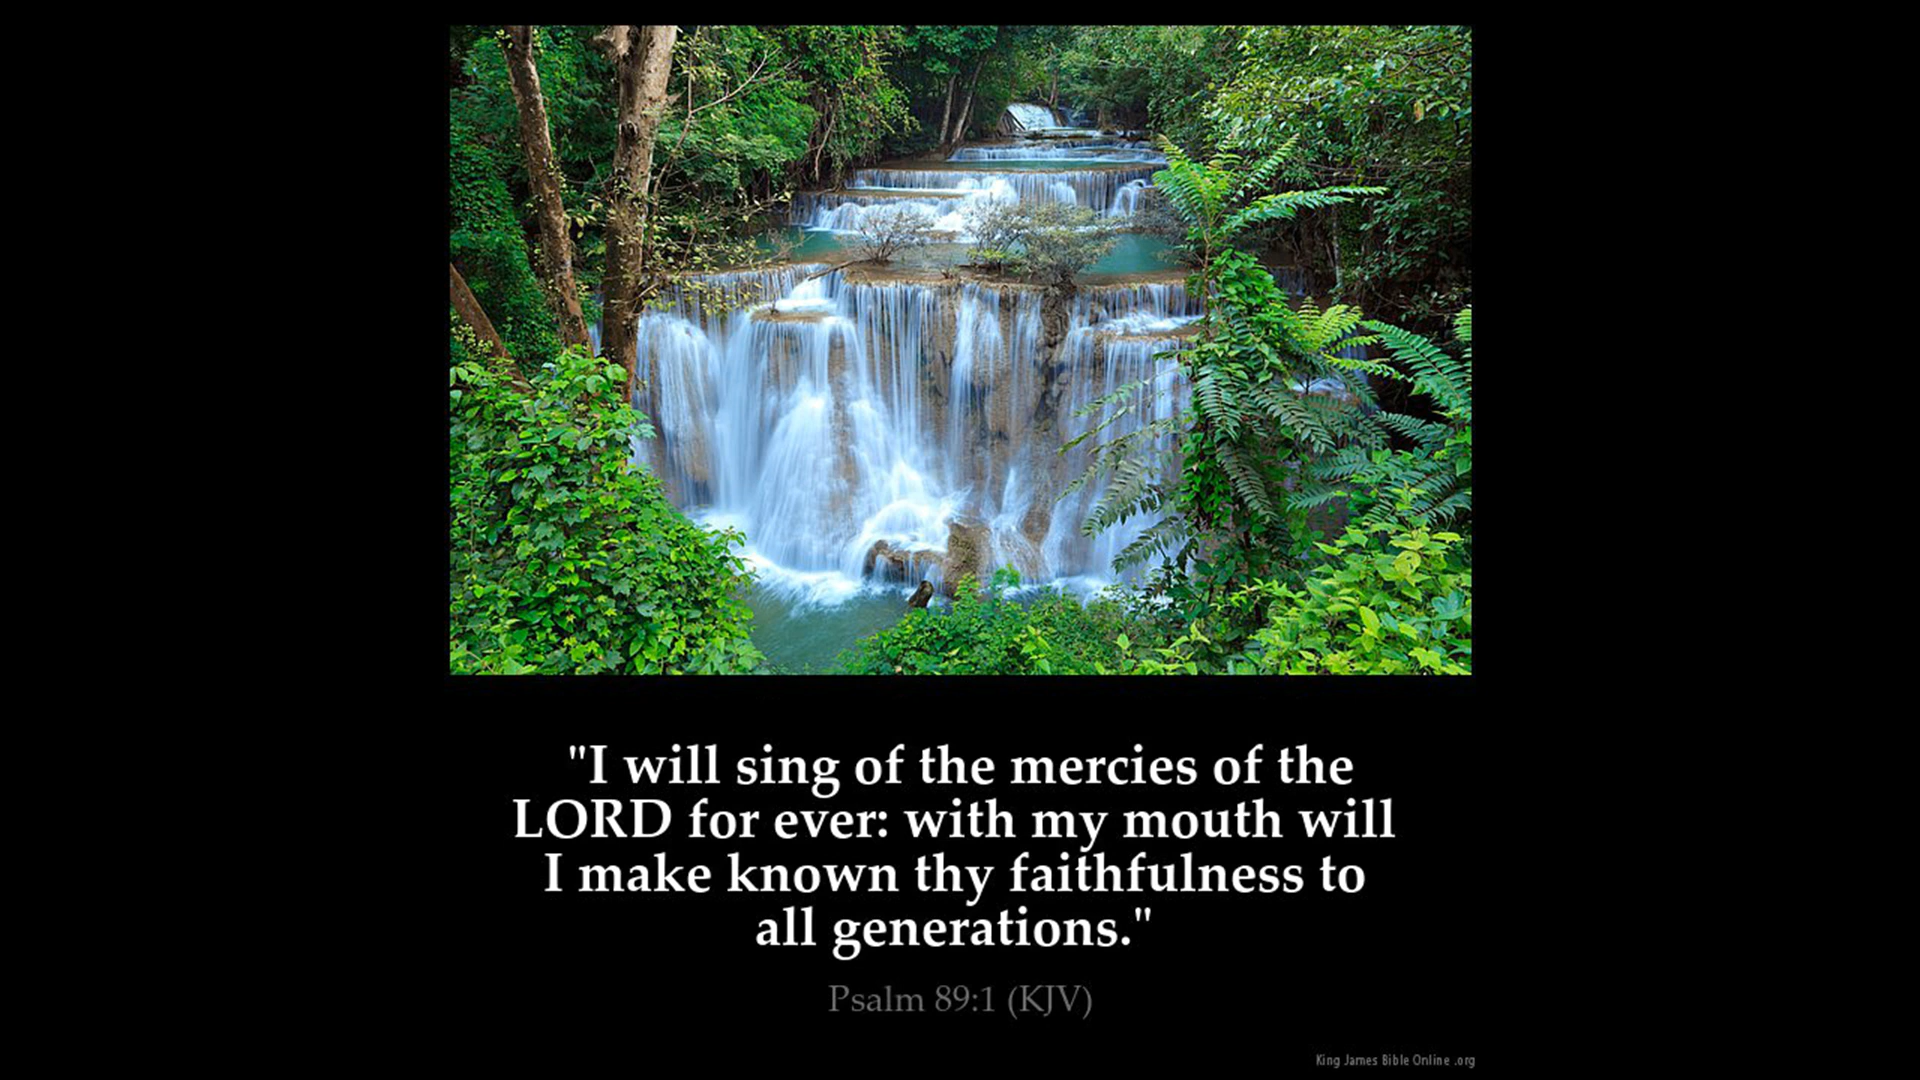 "I will sing of the mercies of the
LORD for ever: with my mouth will
I make known thy faithfulness to
all generations."
Psalm 89:1 (KJV)
King James Bible Online .org